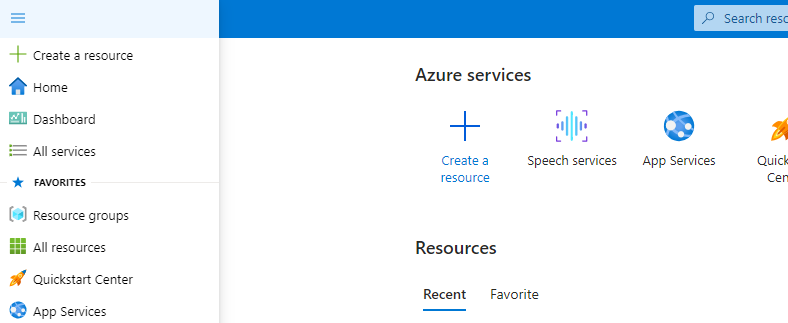 Search reso
Create a resource
Home
Dashboard
All services
FAVORITES
Resource groups
All resources
Quickstart Center
App Services
Azure services
Create a
resource
Speech services
App Services
Quick
Cen
Resources
Recent
Favorite